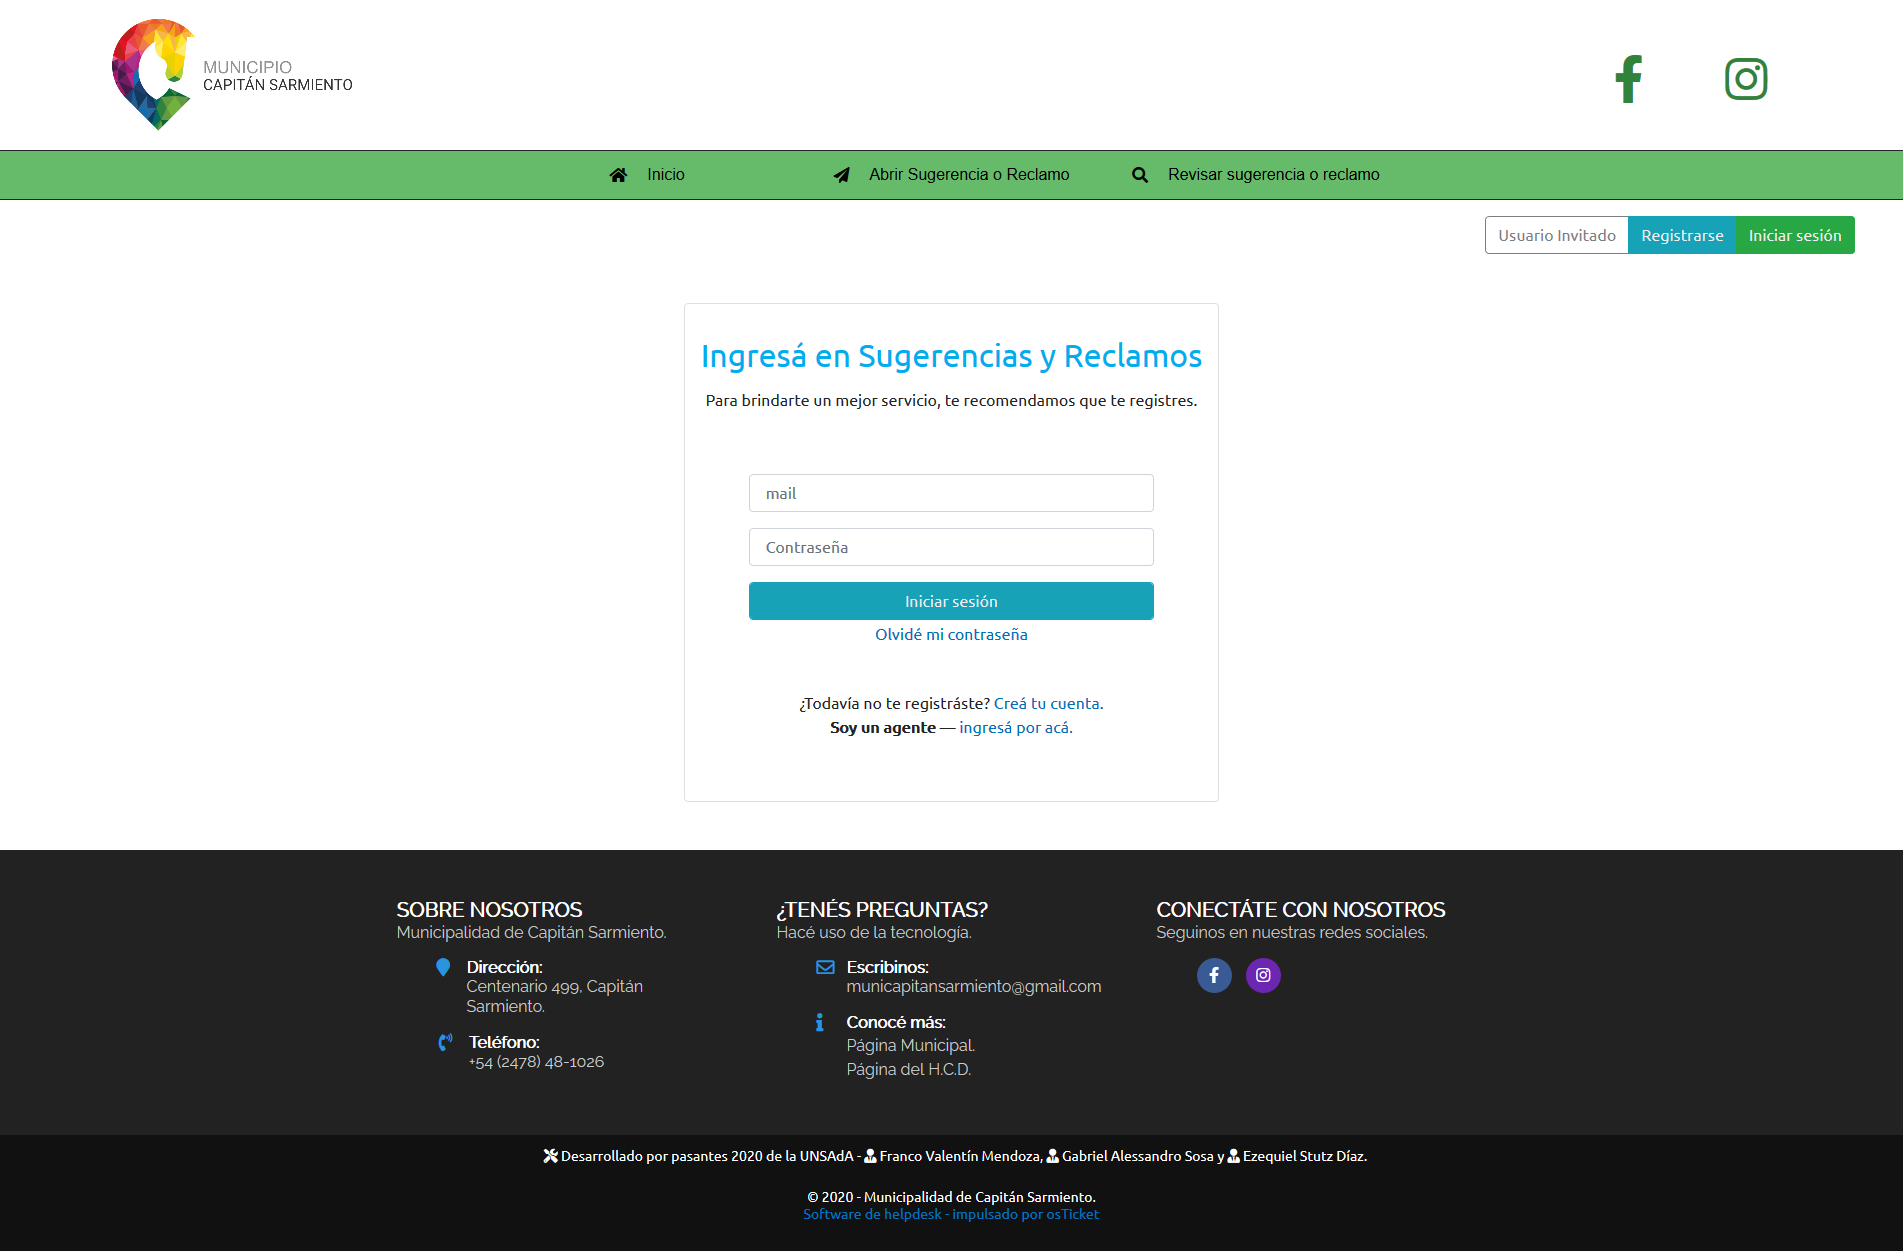 MUNICIPIO
CAPITÁN SARMIENTO
Inicio
Abrir Sugerencia o Reclamo
Revisar sugerencia o reclamo
Usuario Invitado
Registrarse
Iniciar sesión
Ingresá en Sugerencias y Reclamos
Para brindarte un mejor servicio, te recomendamos que te registres.
mail
Contraseña
Iniciar sesión
Olvidé mi contraseña
¿Todavía no te registráste? Creá tu cuenta.
Soy un agente — ingresá por acá.
SOBRE NOSOTROS
Municipalidad de Capitán Sarmiento.
Dirección:
Centenario 499, Capitán
Sarmiento.
Teléfono:
+54 (2478) 48-1026
¿TENÉS PREGUNTAS?
Hacé uso de la tecnología.
Escribinos:
municapitansarmiento@gmail.com
Conocé más:
Página Municipal.
Página del H.C.D.
CONECTÁTE CON NOSOTROS
Seguinos en nuestras redes sociales.
Desarrollado por pasantes 2020 de la UNSAdA - Franco Valentín Mendoza, Gabriel Alessandro Sosa y Ezequiel Stutz Díaz.
© 2020 - Municipalidad de Capitán Sarmiento.
Software de helpdesk - impulsado por osTicket